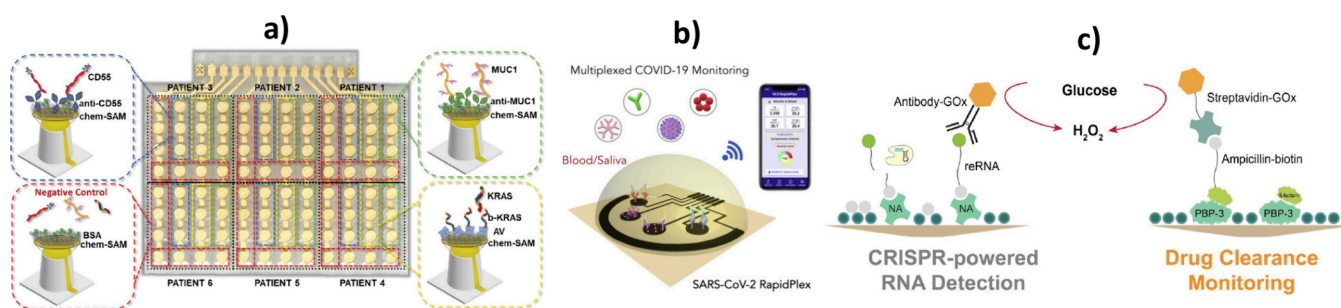 a)
CD55
anti-CD55
chem-SAM
PATIENT 3
PATIENT 2
PATIENT 1
MUC1
anti-MUC1
chem-SAM
Negative Control
BSA
chem-SAM
KRAS
b-KRAS
AV
chem-SAM
PATIENT 6
PATIENT 5
PATIENT 4
b)
Multiplexed COVID-19 Monitoring
Blood/Saliva
SARS-CoV-2 RapidPlex
c)
Antibody-GOx
Glucose
H₂O₂
Streptavidin-GOx
reRNA
Ampicillin-biotin
NA
NA
PBP-3
PBP-3
CRISPR-powered
RNA Detection
Drug Clearance
Monitoring